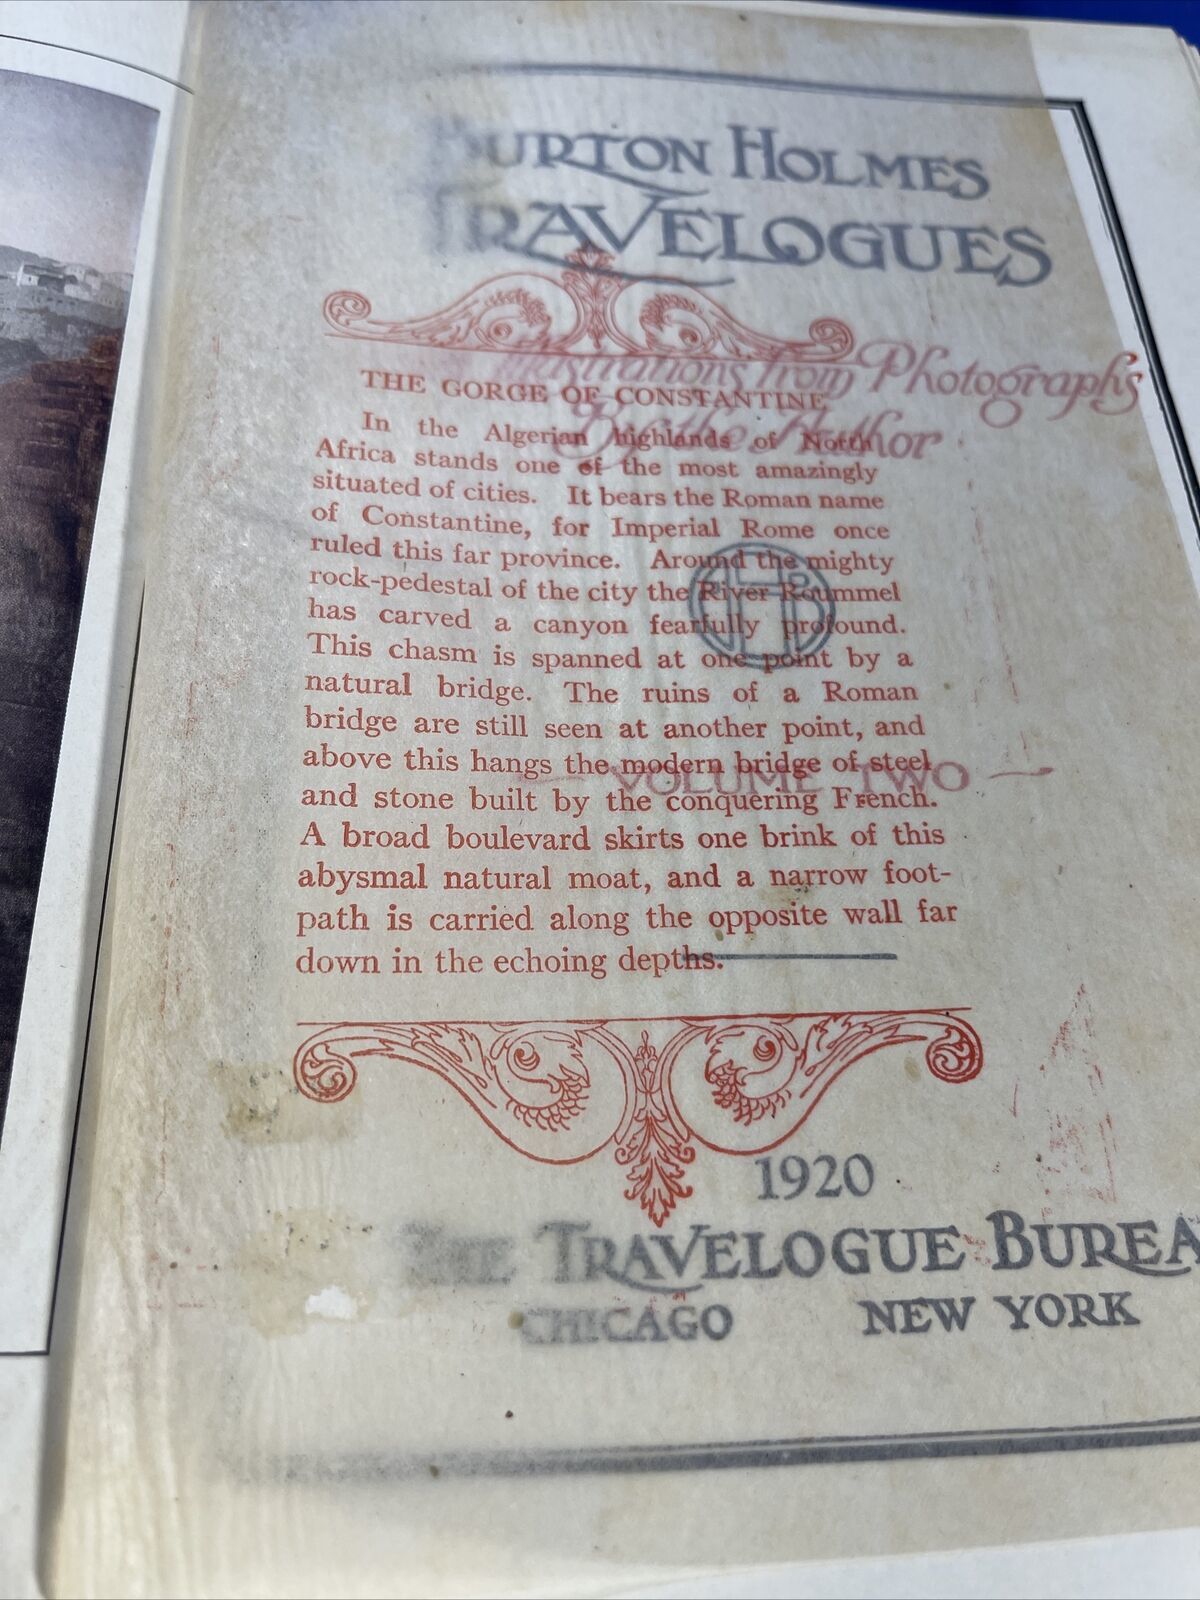 BURTON HOLMES
TRAVELOGUES
Illustrations from Photographs
By the Author
THE GORGE OF CONSTANTINE
In the Algerian highlands of North
Africa stands one of the most amazingly
situated of cities. It bears the Roman name
of Constantine, for Imperial Rome once
ruled this far province. Around the mighty
rock-pedestal of the city the River Roummel
has carved a canyon fearfully profound.
This chasm is spanned at one point by a
natural bridge. The ruins of a Roman
bridge are still seen at another point, and
above this hangs the modern bridge of steel
and stone built by the conquering French.
A broad boulevard skirts one brink of this
abysmal natural moat, and a narrow foot-
path is carried along the opposite wall far
down in the echoing depths.
VOLUME TWO
1920
THE TRAVELOGUE BUREA
CHICAGO NEW YORK